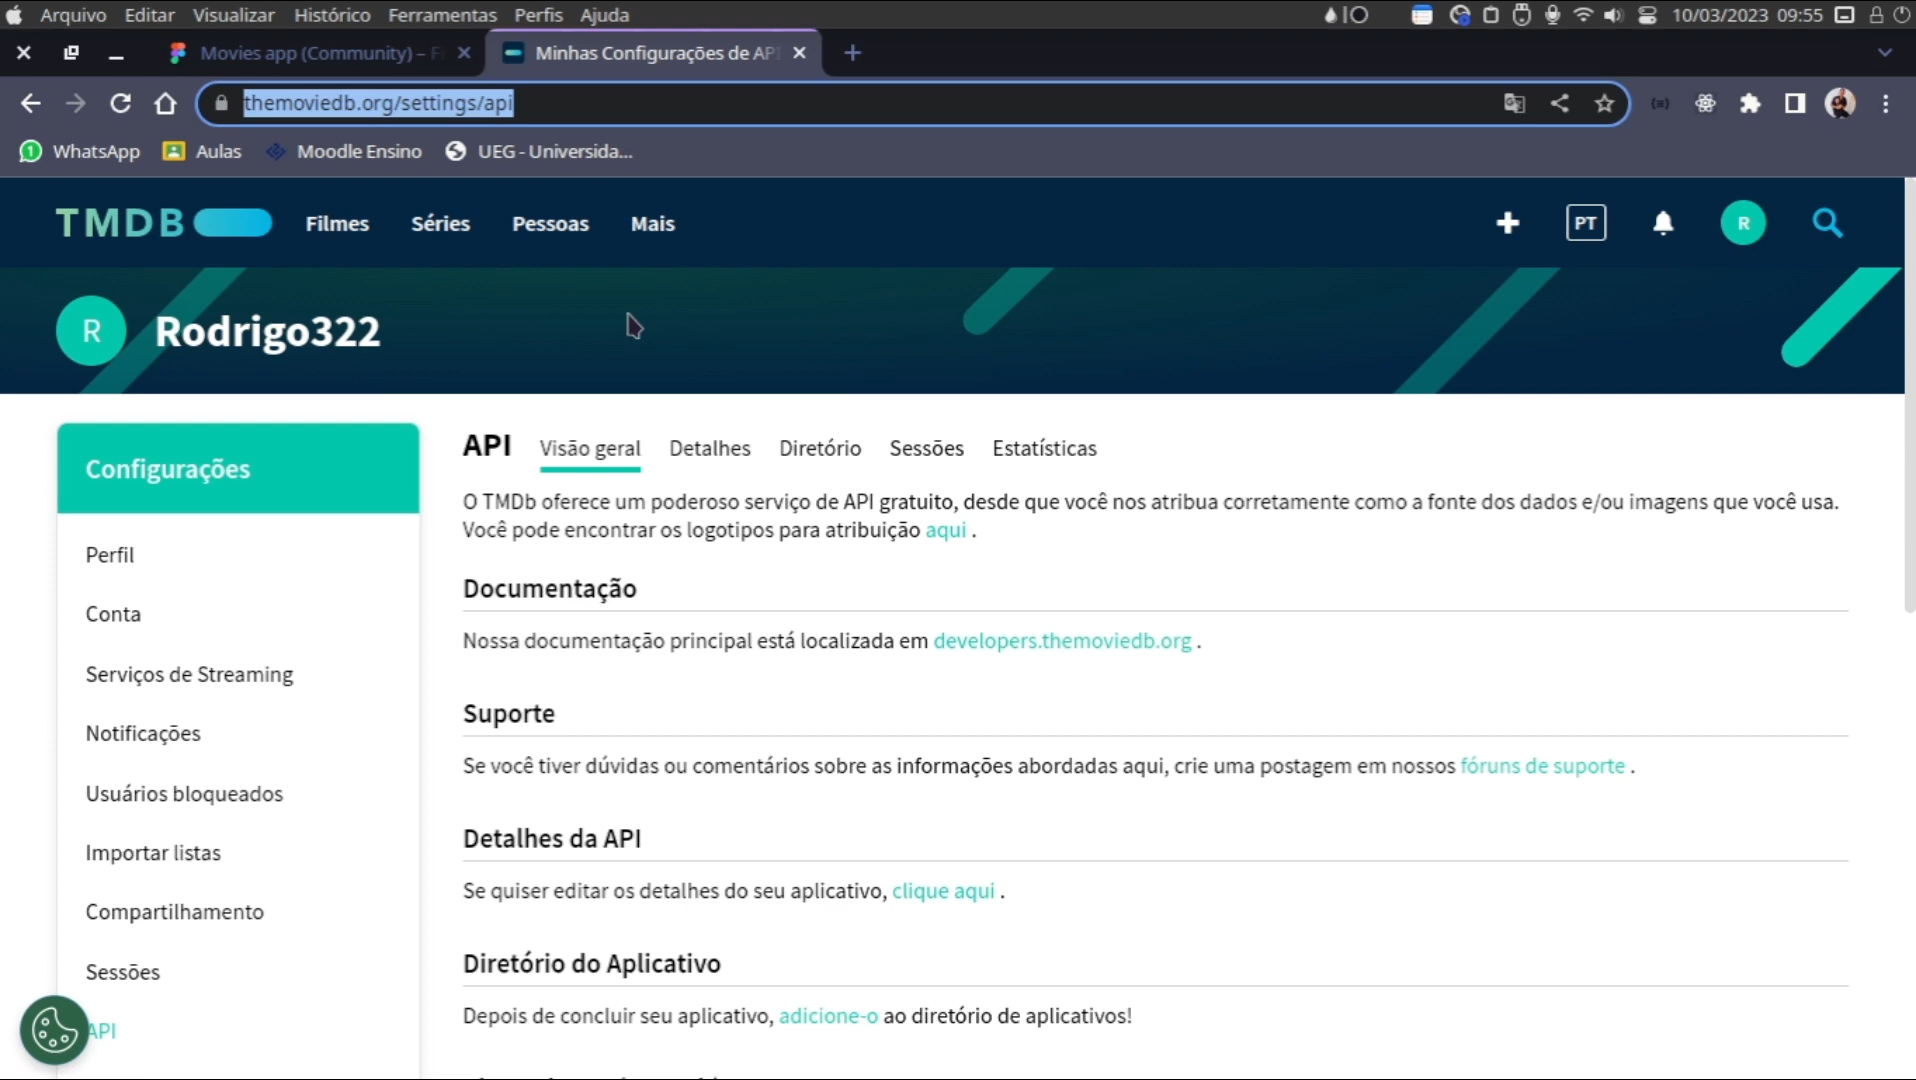 Arquivo Editar Visualizar Histórico Ferramentas Perfis Ajuda 10/03/2023 09:55
Movies app (Community) – F Minhas Configurações de AP
themoviedb.org/settings/api
WhatsApp Aulas Moodle Ensino UEG - Universida...
TMDB Filmes Séries Pessoas Mais PT R
R Rodrigo322
Configurações
Perfil
Conta
Serviços de Streaming
Notificações
Usuários bloqueados
Importar listas
Compartilhamento
Sessões
API
API Visão geral Detalhes Diretório Sessões Estatísticas
O TMDb oferece um poderoso serviço de API gratuito, desde que você nos atribua corretamente como a fonte dos dados e/ou imagens que você usa.
Você pode encontrar os logotipos para atribuição aqui .
Documentação
Nossa documentação principal está localizada em developers.themoviedb.org .
Suporte
Se você tiver dúvidas ou comentários sobre as informações abordadas aqui, crie uma postagem em nossos fóruns de suporte .
Detalhes da API
Se quiser editar os detalhes do seu aplicativo, clique aqui .
Diretório do Aplicativo
Depois de concluir seu aplicativo, adicione-o ao diretório de aplicativos!